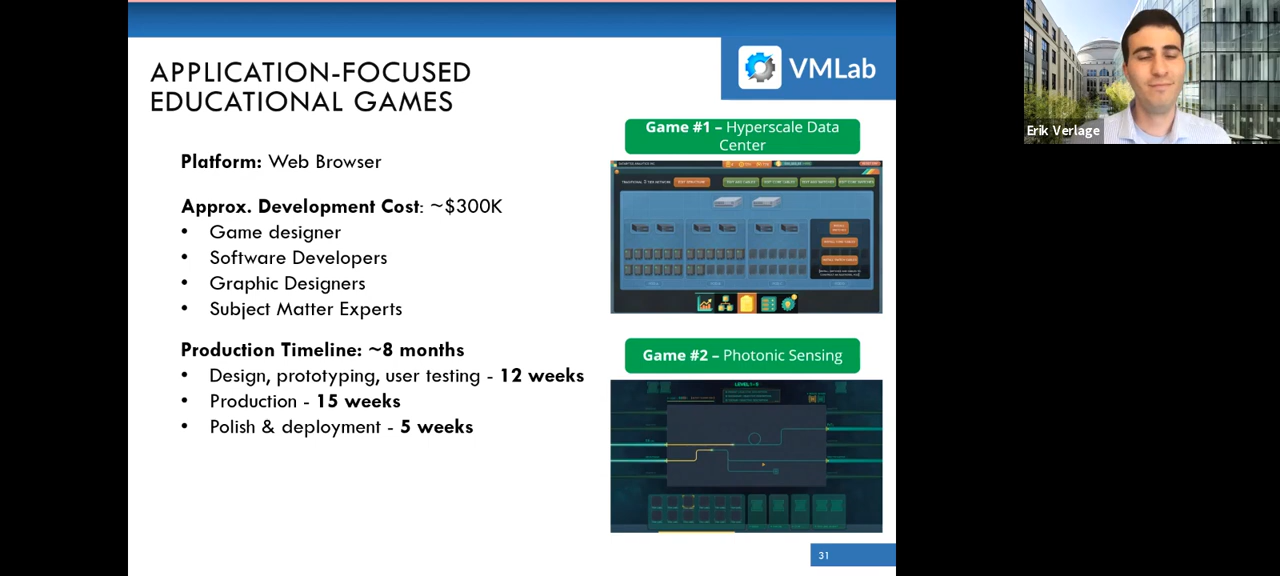 APPLICATION-FOCUSED
EDUCATIONAL GAMES
VMLab
Platform: Web Browser
Approx. Development Cost: ~$300K
• Game designer
• Software Developers
• Graphic Designers
• Subject Matter Experts
Production Timeline: ~8 months
• Design, prototyping, user testing - 12 weeks
• Production - 15 weeks
• Polish & deployment - 5 weeks
Game #1 – Hyperscale Data
Center
Game #2 – Photonic Sensing
31
Erik Verlage